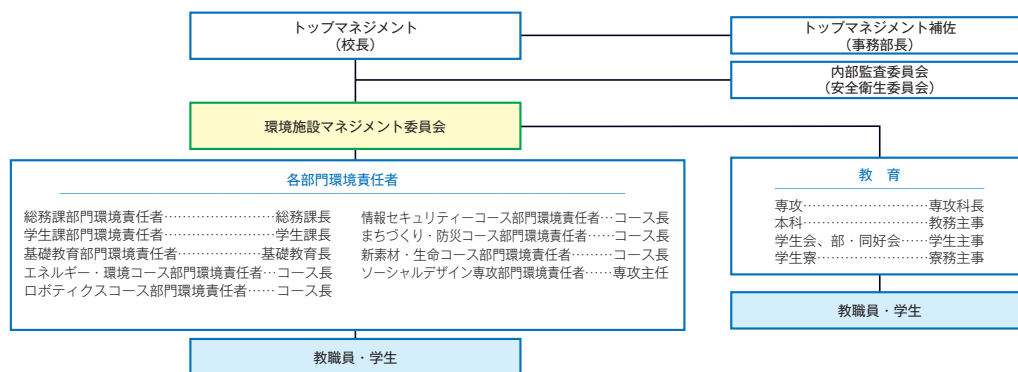 トップマネジメント
（校長）
トップマネジメント補佐
（事務部長）
内部監査委員会
（安全衛生委員会）
環境施設マネジメント委員会
各部門環境責任者
総務課部門環境責任者……………………総務課長
学生課部門環境責任者……………………学生課長
基礎教育部門環境責任者………………基礎教育長
エネルギー・環境コース部門環境責任者…コース長
ロボティクスコース部門環境責任者……コース長
情報セキュリティーコース部門環境責任者…コース長
まちづくり・防災コース部門環境責任者……コース長
新素材・生命コース部門環境責任者………コース長
ソーシャルデザイン専攻部門環境責任者……専攻主任
教職員・学生
教　育
専攻…………………………専攻科長
本科…………………………教務主事
学生会、部・同好会……学生主事
学生寮………………………寮務主事
教職員・学生